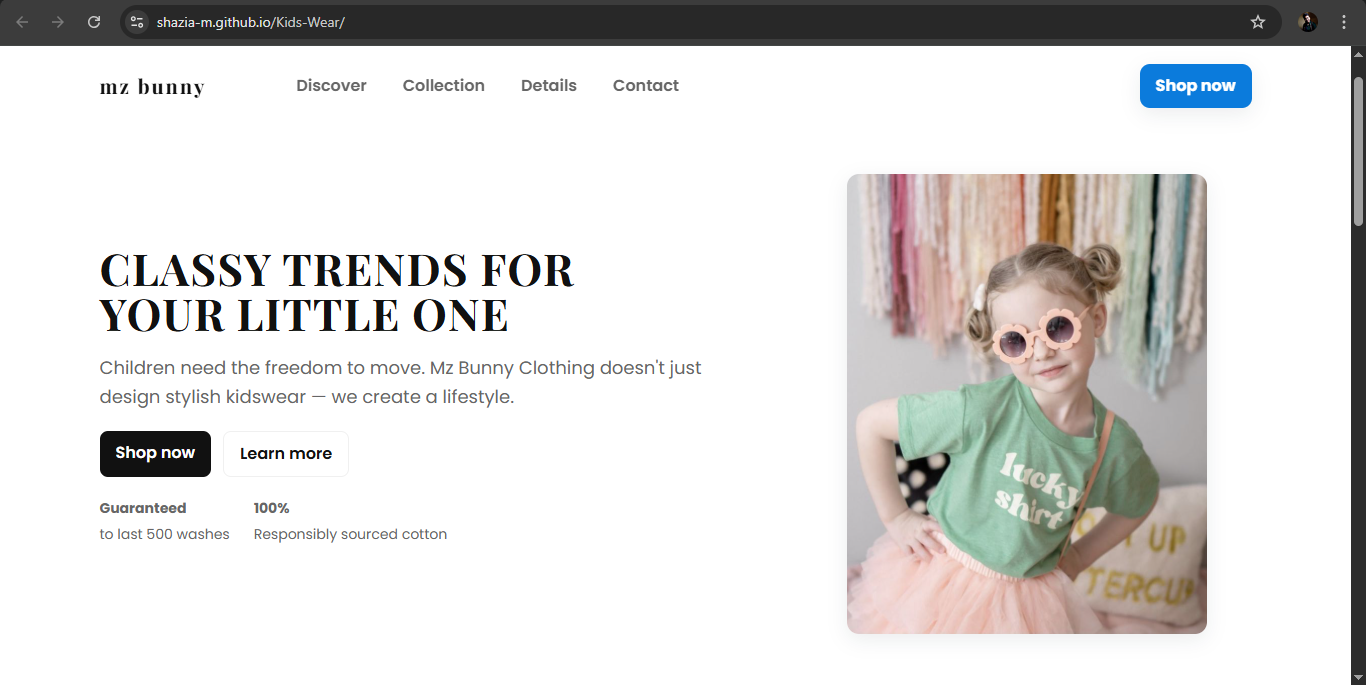 shazia-m.github.io/Kids-Wear/
mz bunny
Discover
Collection
Details
Contact
Shop now
CLASSY TRENDS FOR
YOUR LITTLE ONE
Children need the freedom to move. Mz Bunny Clothing doesn't just
design stylish kidswear — we create a lifestyle.
Shop now
Learn more
Guaranteed
to last 500 washes
100%
Responsibly sourced cotton
lucky
shirt
UP